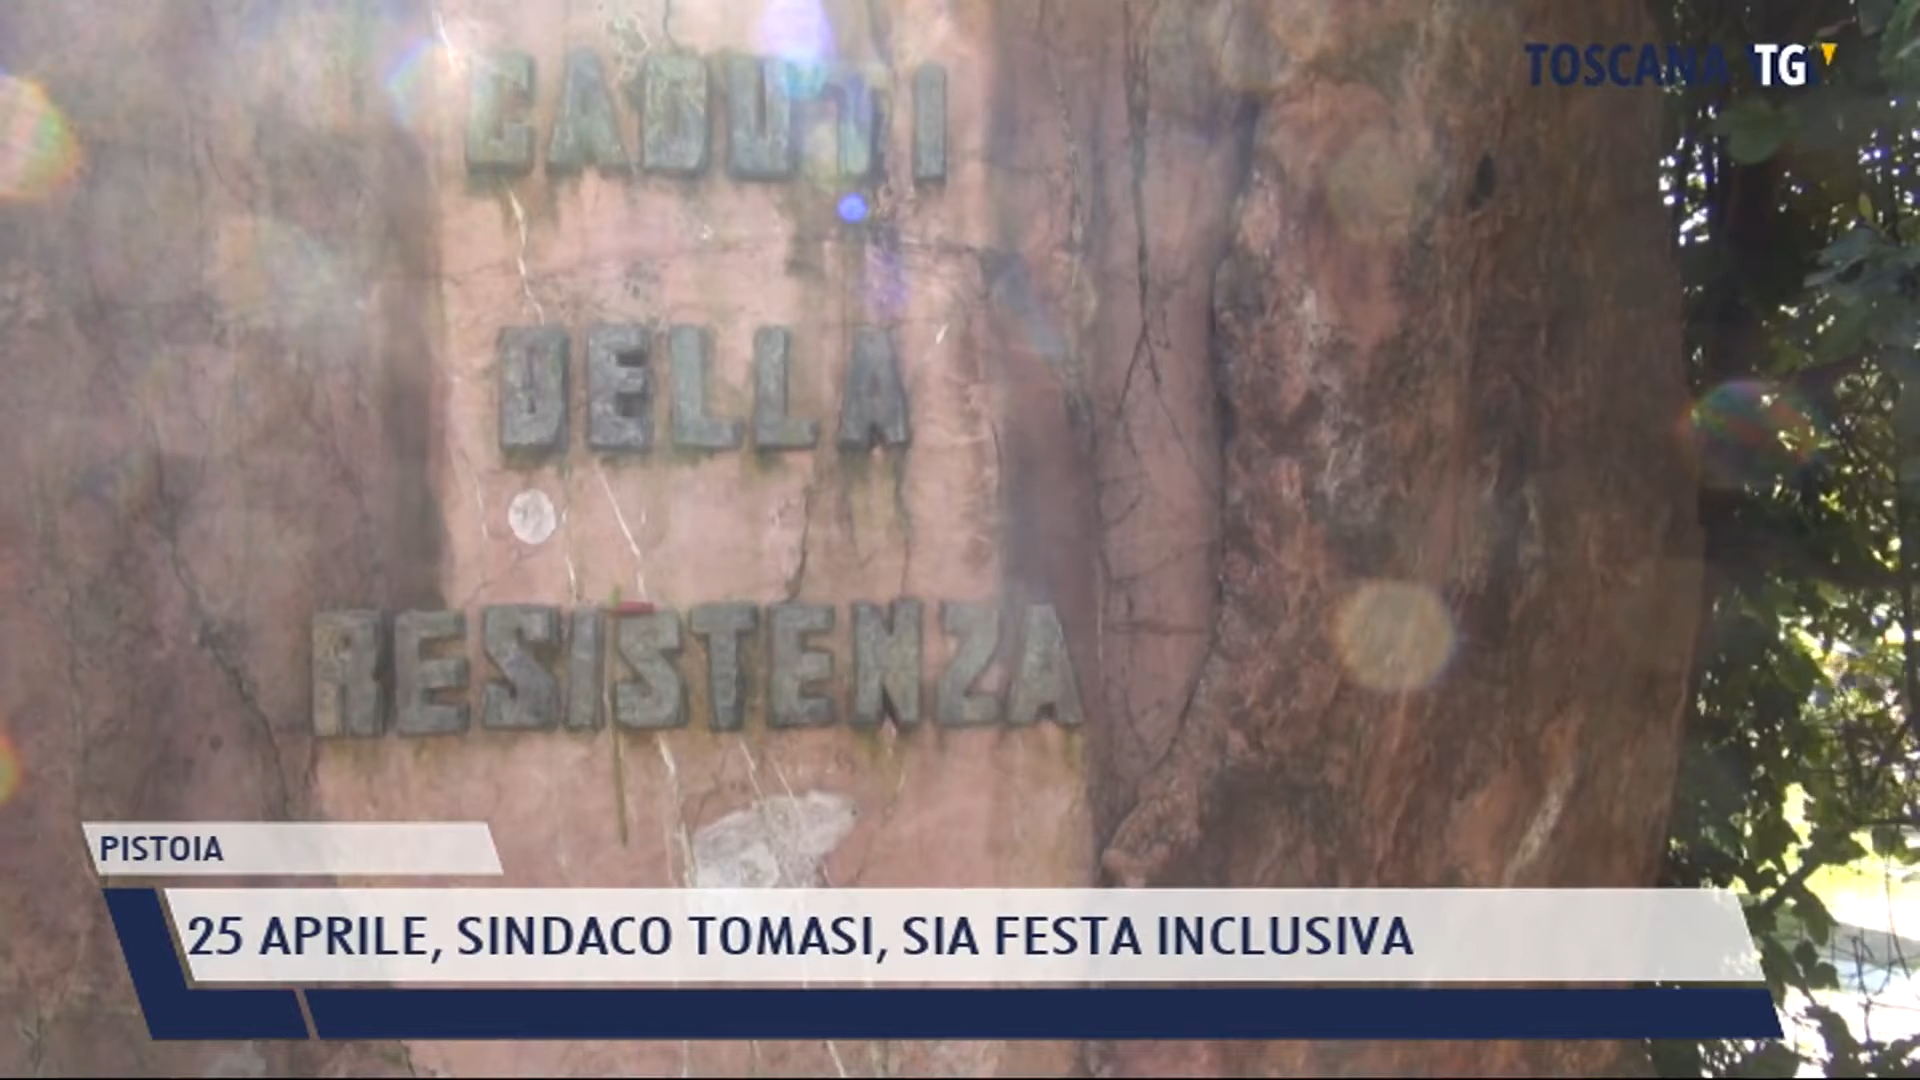 TOSCANA TG
CADUTI
DELLA
RESISTENZA
PISTOIA
25 APRILE, SINDACO TOMASI, SIA FESTA INCLUSIVA